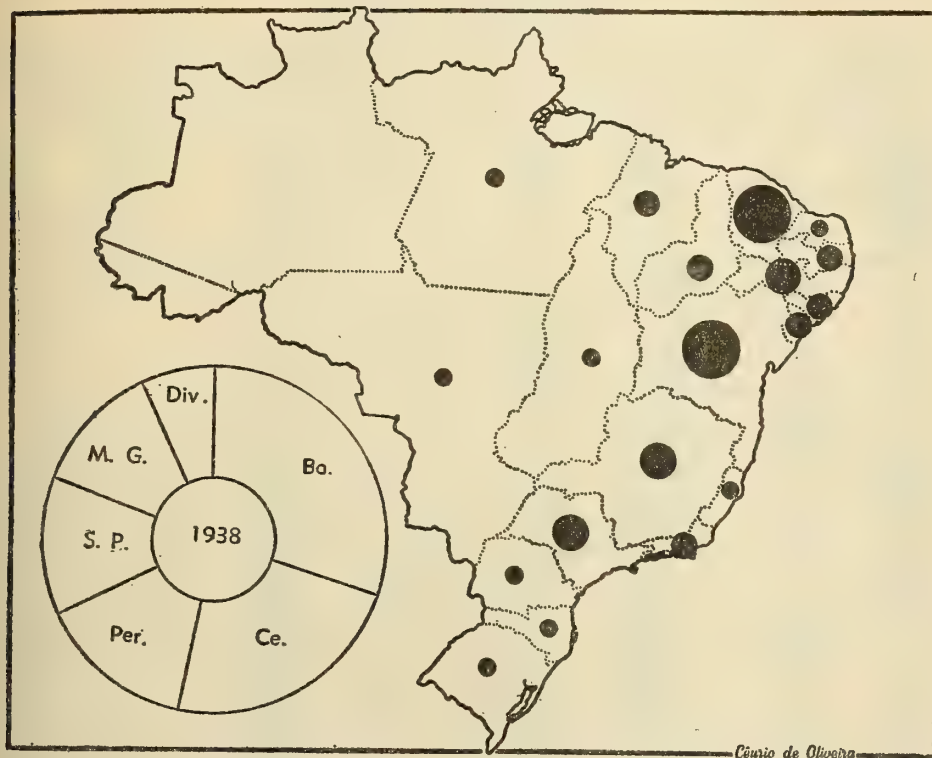 Div.
M. G.
Ba.
S. P.
1938
Per.
Ce.
Cêurio de Oliveira